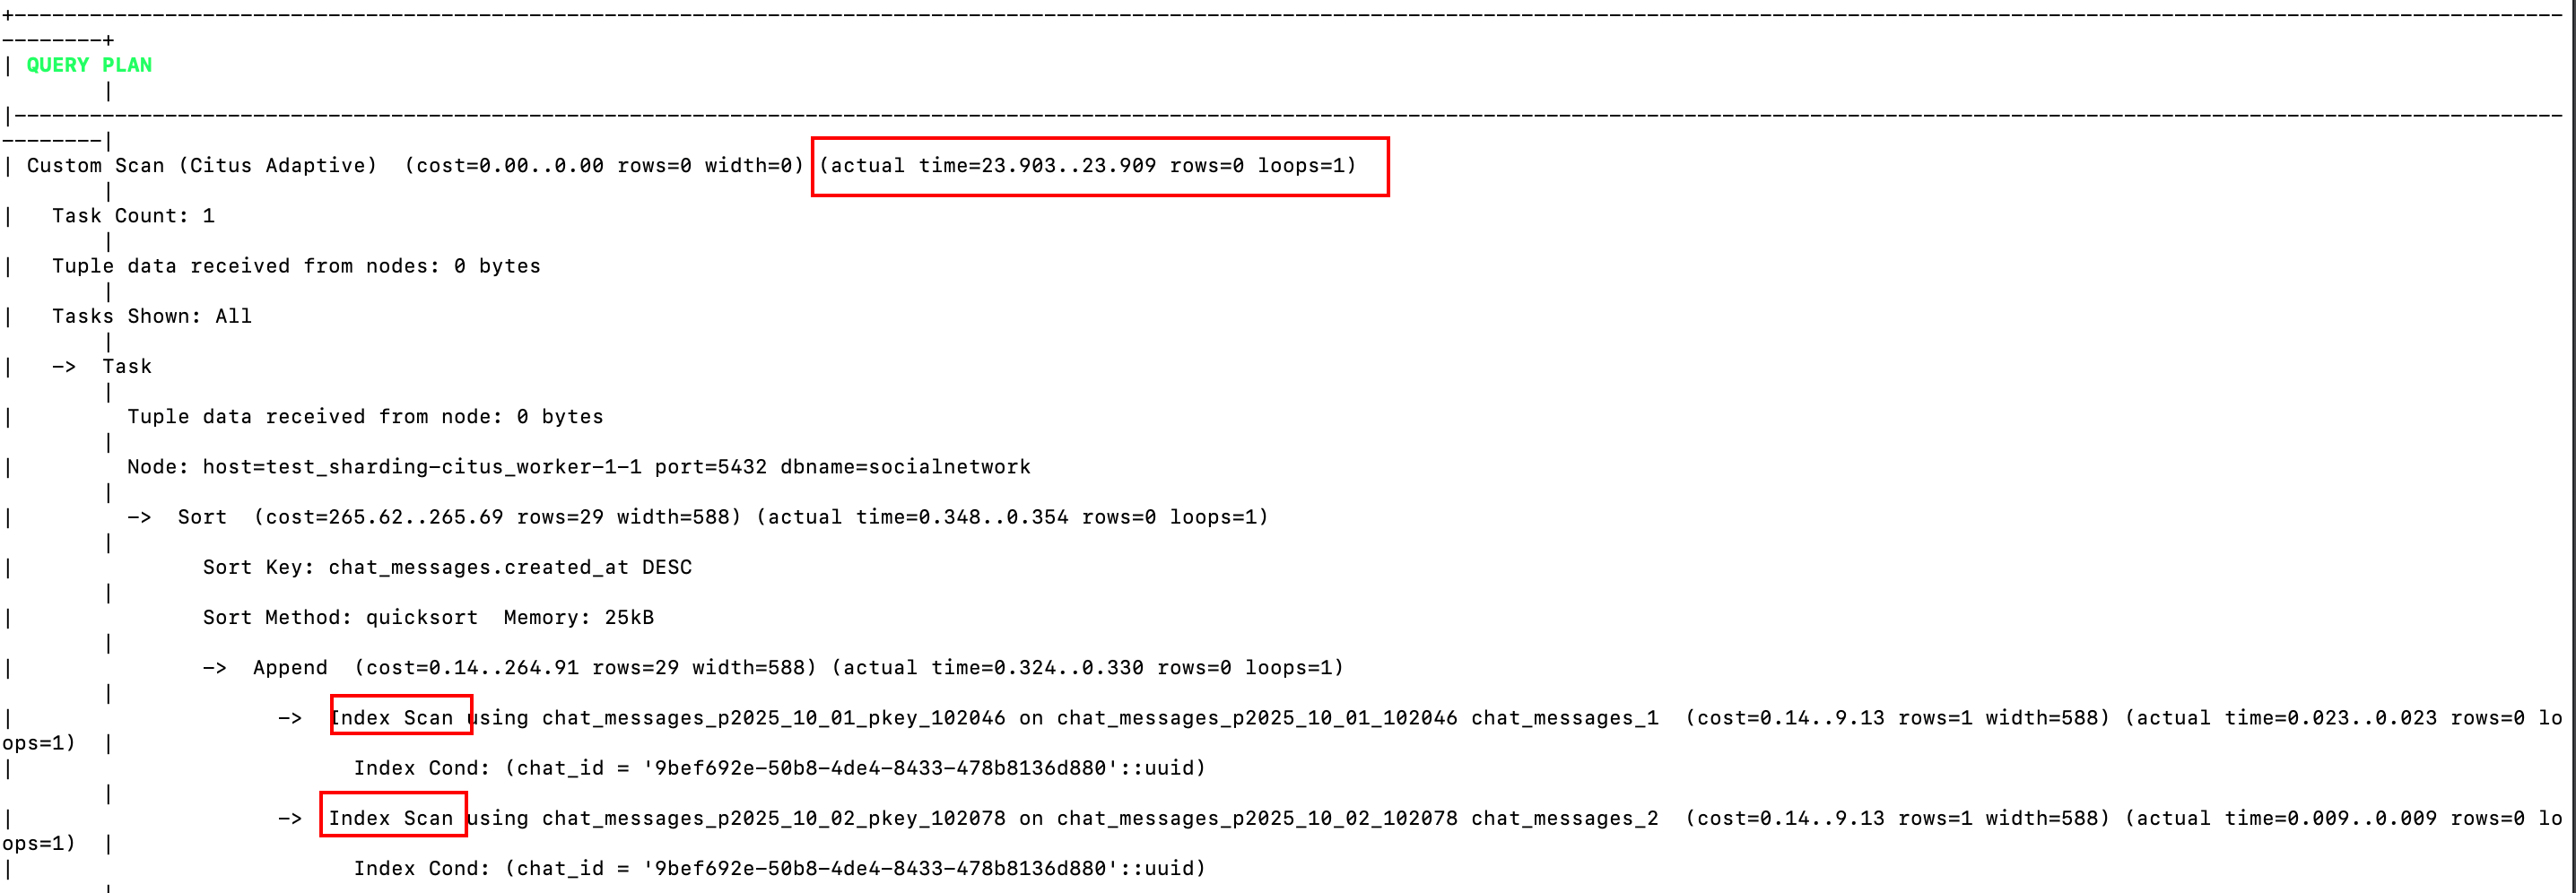 +------------------------------------------------------------------------------------------------------------------------------------------------------------------------------------------------------------
--------+
| QUERY PLAN
        |
|------------------------------------------------------------------------------------------------------------------------------------------------------------------------------------------------------------
--------|
| Custom Scan (Citus Adaptive)  (cost=0.00..0.00 rows=0 width=0) (actual time=23.903..23.909 rows=0 loops=1)
        |
|   Task Count: 1
        |
|   Tuple data received from nodes: 0 bytes
        |
|   Tasks Shown: All
        |
|   ->  Task
        |
|         Tuple data received from node: 0 bytes
        |
|         Node: host=test_sharding-citus_worker-1-1 port=5432 dbname=socialnetwork
        |
|         ->  Sort  (cost=265.62..265.69 rows=29 width=588) (actual time=0.348..0.354 rows=0 loops=1)
        |
|               Sort Key: chat_messages.created_at DESC
        |
|               Sort Method: quicksort  Memory: 25kB
        |
|               ->  Append  (cost=0.14..264.91 rows=29 width=588) (actual time=0.324..0.330 rows=0 loops=1)
        |
|                     ->  Index Scan using chat_messages_p2025_10_01_pkey_102046 on chat_messages_p2025_10_01_102046 chat_messages_1  (cost=0.14..9.13 rows=1 width=588) (actual time=0.023..0.023 rows=0 lo
ops=1)  |
|                           Index Cond: (chat_id = '9bef692e-50b8-4de4-8433-478b8136d880'::uuid)
        |
|                     ->  Index Scan using chat_messages_p2025_10_02_pkey_102078 on chat_messages_p2025_10_02_102078 chat_messages_2  (cost=0.14..9.13 rows=1 width=588) (actual time=0.009..0.009 rows=0 lo
ops=1)  |
|                           Index Cond: (chat_id = '9bef692e-50b8-4de4-8433-478b8136d880'::uuid)
        |